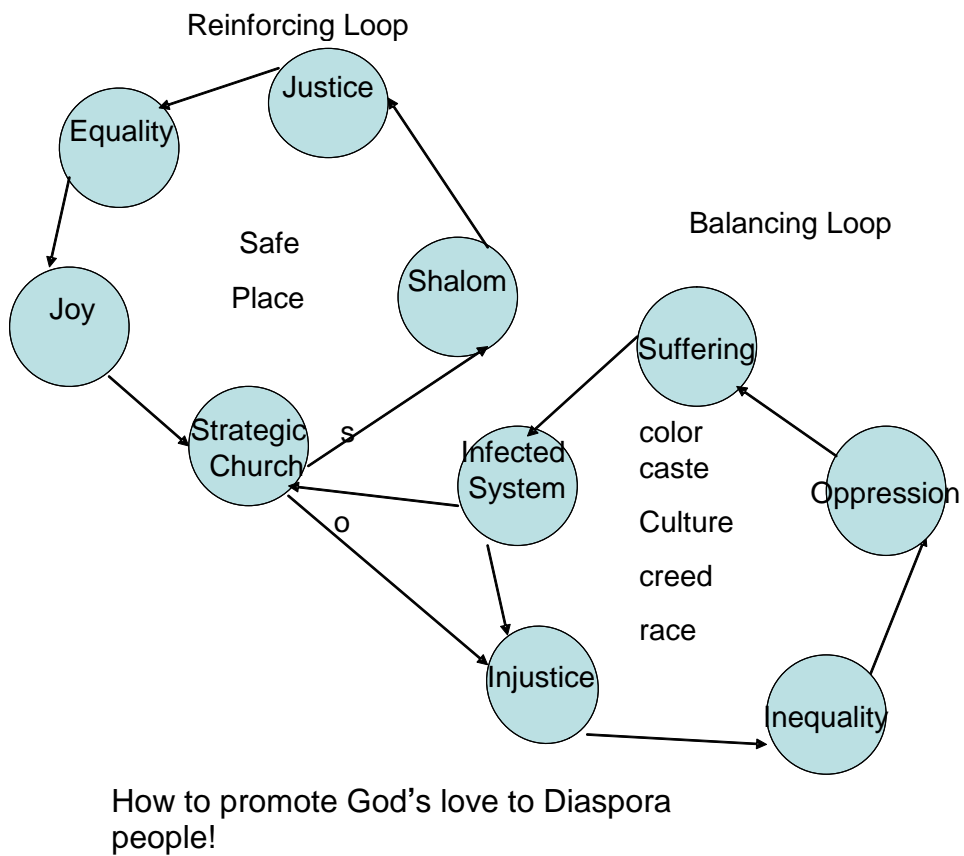 Reinforcing Loop
Justice
Equality
Safe
Place
Shalom
Joy
Strategic
Church
s
o
Balancing Loop
Suffering
Infected
System
color
caste
Culture
creed
race
Oppression
Injustice
Inequality
How to promote God’s love to Diaspora
people!